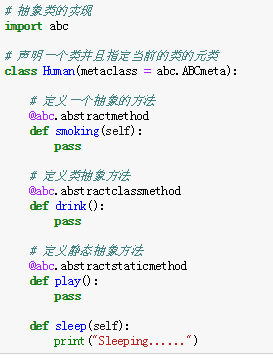 # 抽象类的实现
import abc
# 声明一个类并且指定当前的类的元类
class Human(metaclass = abc.ABCmeta):
# 定义一个抽象的方法
@abc.abstractmethod
def smoking(self):
pass
# 定义类抽象方法
@abc.abstractclassmethod
def drink():
pass
# 定义静态抽象方法
@abc.abstractstaticmethod
def play():
pass
def sleep(self):
print("Sleeping......")